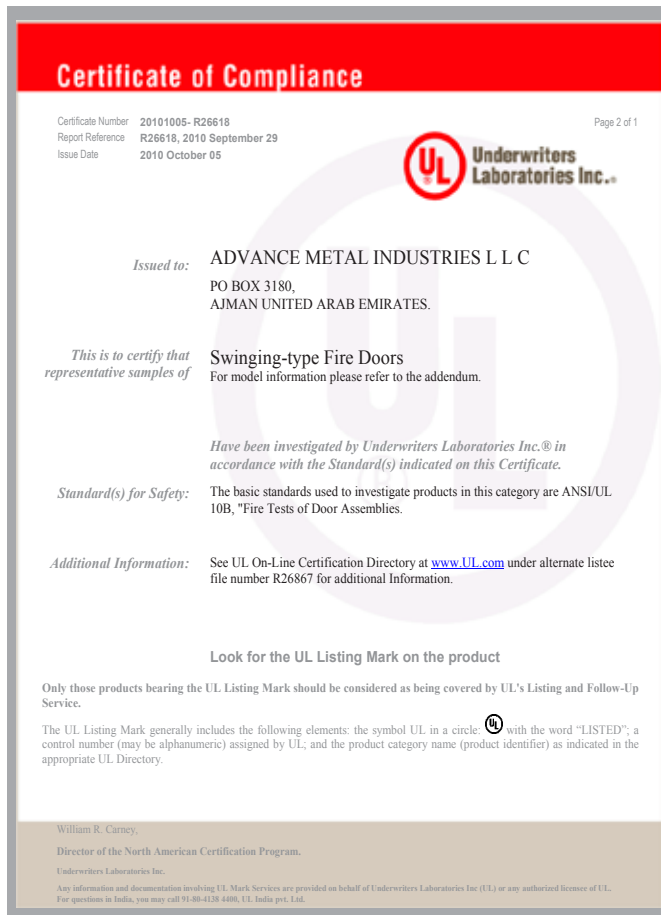 Certificate of Compliance
Certificate Number 20101005- R26618
Page 2 of 1
Report Reference R26618, 2010 September 29
Issue Date 2010 October 05
UL
®
Underwriters
Laboratories Inc.®
Issued to: ADVANCE METAL INDUSTRIES L L C
PO BOX 3180,
AJMAN UNITED ARAB EMIRATES.
This is to certify that
representative samples of
Swinging-type Fire Doors
For model information please refer to the addendum.
Have been investigated by Underwriters Laboratories Inc.® in
accordance with the Standard(s) indicated on this Certificate.
Standard(s) for Safety: The basic standards used to investigate products in this category are ANSI/UL
10B, "Fire Tests of Door Assemblies.
Additional Information: See UL On-Line Certification Directory at www.UL.com under alternate listee
file number R26867 for additional Information.
Look for the UL Listing Mark on the product
Only those products bearing the UL Listing Mark should be considered as being covered by UL's Listing and Follow-Up
Service.
The UL Listing Mark generally includes the following elements: the symbol UL in a circle: UL with the word “LISTED”; a
control number (may be alphanumeric) assigned by UL; and the product category name (product identifier) as indicated in the
appropriate UL Directory.
William R. Carney,
Director of the North American Certification Program.
Underwriters Laboratories Inc.
Any information and documentation involving UL Mark Services are provided on behalf of Underwriters Laboratories Inc (UL) or any authorized licensee of UL.
For questions in India, you may call 91-80-4138 4400, UL India pvt. Ltd.